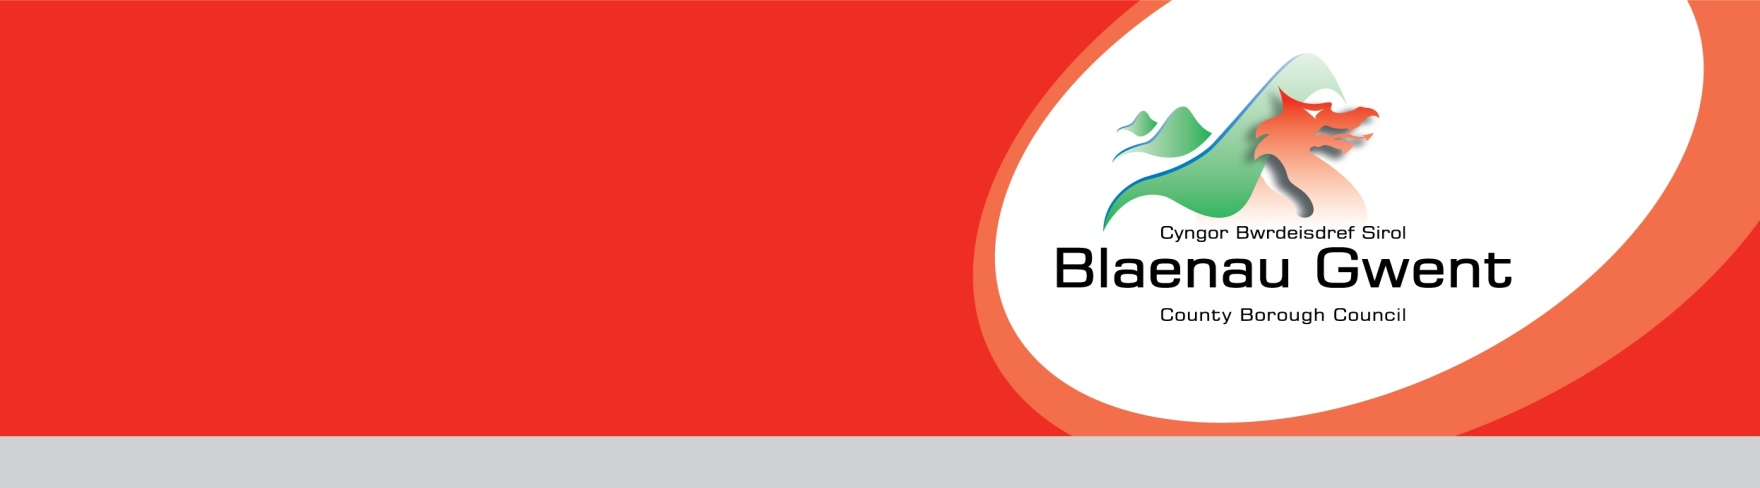 Cyngor Bwrdeisdref Sirol
Blaenau Gwent
County Borough Council